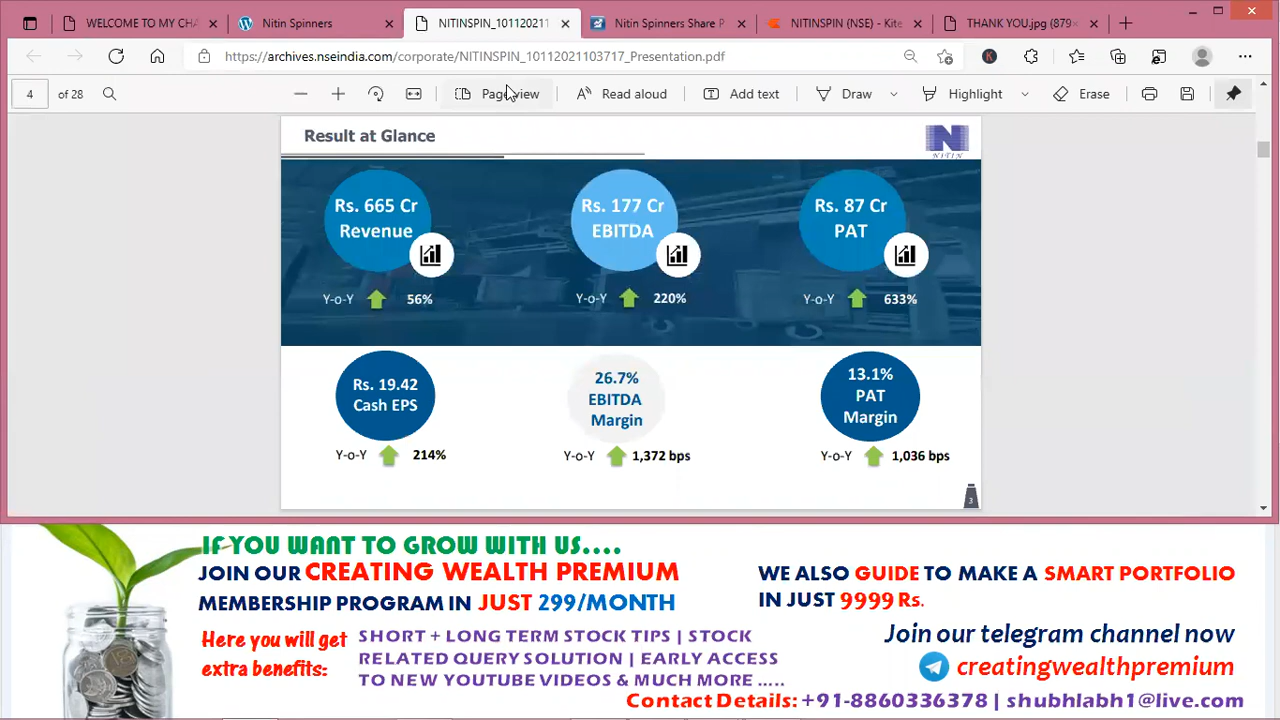 WELCOME TO MY CHA
Nitin Spinners
NITINSPIN_101120211
Nitin Spinners Share P
NITINSPIN (NSE) - Kite
THANK YOU.jpg (879×
https://archives.nseindia.com/corporate/NITINSPIN_10112021103717_Presentation.pdf
4 of 28
Page view
Read aloud
Add text
Draw
Highlight
Erase
Result at Glance
N
NITIN
Rs. 665 Cr
Revenue
Rs. 177 Cr
EBITDA
Rs. 87 Cr
PAT
Y-o-Y 56%
Y-o-Y 220%
Y-o-Y 633%
Rs. 19.42
Cash EPS
26.7%
EBITDA
Margin
13.1%
PAT
Margin
Y-o-Y 214%
Y-o-Y 1,372 bps
Y-o-Y 1,036 bps
3
IF YOU WANT TO GROW WITH US....
JOIN OUR CREATING WEALTH PREMIUM
MEMBERSHIP PROGRAM IN JUST 299/MONTH
Here you will get
extra benefits:
SHORT + LONG TERM STOCK TIPS | STOCK
RELATED QUERY SOLUTION | EARLY ACCESS
TO NEW YOUTUBE VIDEOS & MUCH MORE .....
WE ALSO GUIDE TO MAKE A SMART PORTFOLIO
IN JUST 9999 Rs.
Join our telegram channel now
creatingwealthpremium
Contact Details: +91-8860336378 | shubhlabh1@live.com